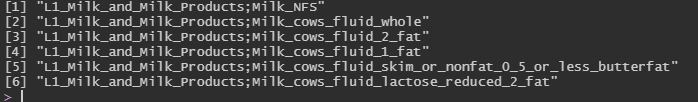 [1] "L1_Milk_and_Milk_Products;Milk_NFS"
[2] "L1_Milk_and_Milk_Products;Milk_cows_fluid_whole"
[3] "L1_Milk_and_Milk_Products;Milk_cows_fluid_2_fat"
[4] "L1_Milk_and_Milk_Products;Milk_cows_fluid_1_fat"
[5] "L1_Milk_and_Milk_Products;Milk_cows_fluid_skim_or_nonfat_0_5_or_less_butterfat"
[6] "L1_Milk_and_Milk_Products;Milk_cows_fluid_lactose_reduced_2_fat"
>